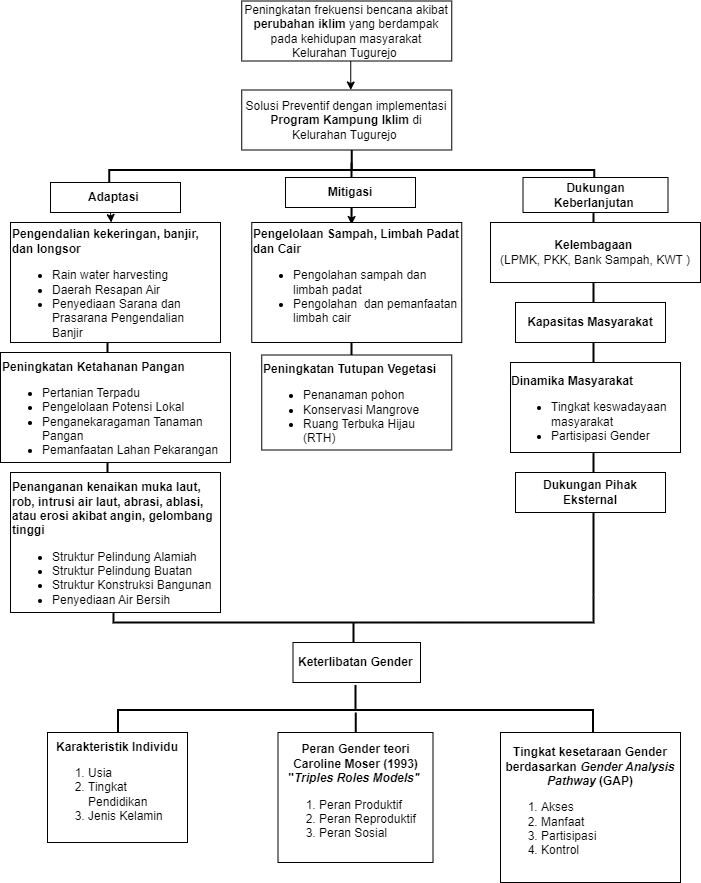 Peningkatan frekuensi bencana akibat
perubahan iklim yang berdampak
pada kehidupan masyarakat
Kelurahan Tugurejo
Solusi Preventif dengan implementasi
Program Kampung Iklim di
Kelurahan Tugurejo
Adaptasi
Pengendalian kekeringan, banjir,
dan longsor
• Rain water harvesting
• Daerah Resapan Air
• Penyediaan Sarana dan
Prasarana Pengendalian
Banjir
Peningkatan Ketahanan Pangan
• Pertanian Terpadu
• Pengelolaan Potensi Lokal
• Penganekaragaman Tanaman
Pangan
• Pemanfaatan Lahan Pekarangan
Penanganan kenaikan muka laut,
rob, intrusi air laut, abrasi, ablasi,
atau erosi akibat angin, gelombang
tinggi
• Struktur Pelindung Alamiah
• Struktur Pelindung Buatan
• Struktur Konstruksi Bangunan
• Penyediaan Air Bersih
Mitigasi
Pengelolaan Sampah, Limbah Padat
dan Cair
• Pengolahan sampah dan
limbah padat
• Pengolahan dan pemanfaatan
limbah cair
Peningkatan Tutupan Vegetasi
• Penanaman pohon
• Konservasi Mangrove
• Ruang Terbuka Hijau
(RTH)
Dukungan
Keberlanjutan
Kelembagaan
(LPMK, PKK, Bank Sampah, KWT )
Kapasitas Masyarakat
Dinamika Masyarakat
• Tingkat keswadayaan
masyarakat
• Partisipasi Gender
Dukungan Pihak
Eksternal
Keterlibatan Gender
Karakteristik Individu
1. Usia
2. Tingkat
Pendidikan
3. Jenis Kelamin
Peran Gender teori
Caroline Moser (1993)
"Triples Roles Models"
1. Peran Produktif
2. Peran Reproduktif
3. Peran Sosial
Tingkat kesetaraan Gender
berdasarkan Gender Analysis
Pathway (GAP)
1. Akses
2. Manfaat
3. Partisipasi
4. Kontrol